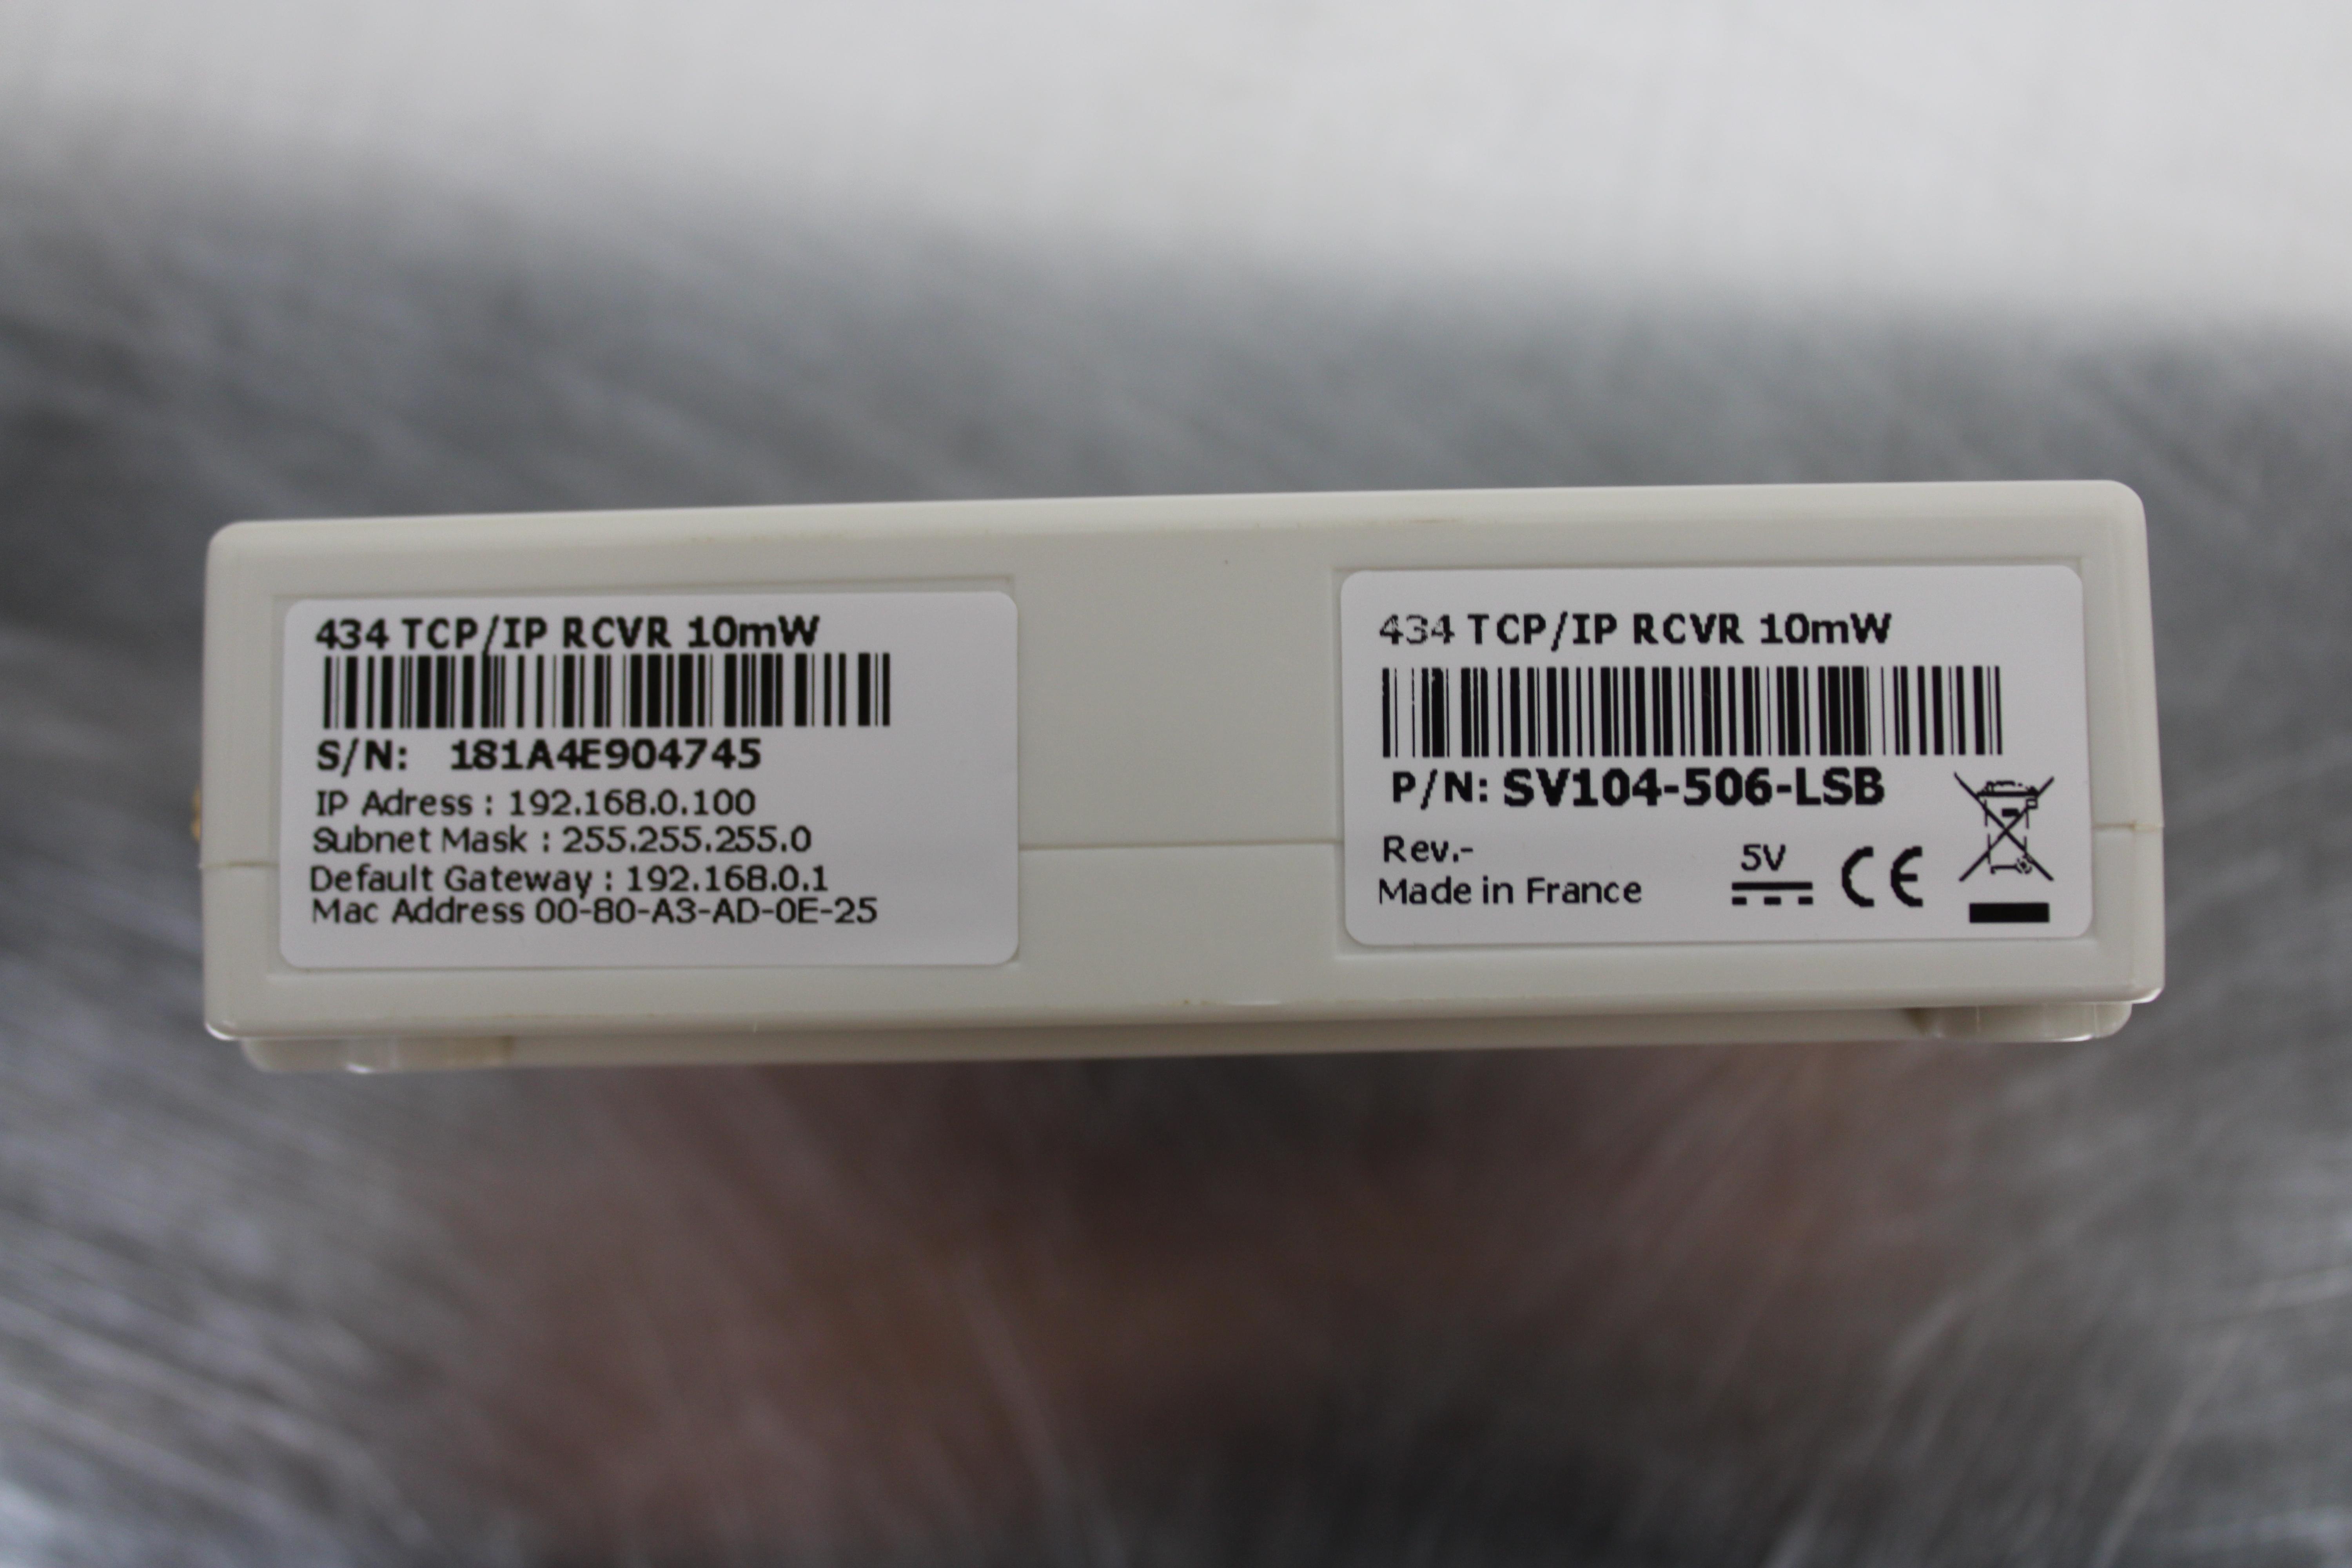 434 TCP/IP RCVR 10mW
S/N: 181A4E904745
IP Adress : 192.168.0.100
Subnet Mask : 255.255.255.0
Default Gateway : 192.168.0.1
Mac Address 00-80-A3-AD-0E-25
434 TCP/IP RCVR 10mW
P/N: SV104-506-LSB
Rev.-
Made in France
5V
CE